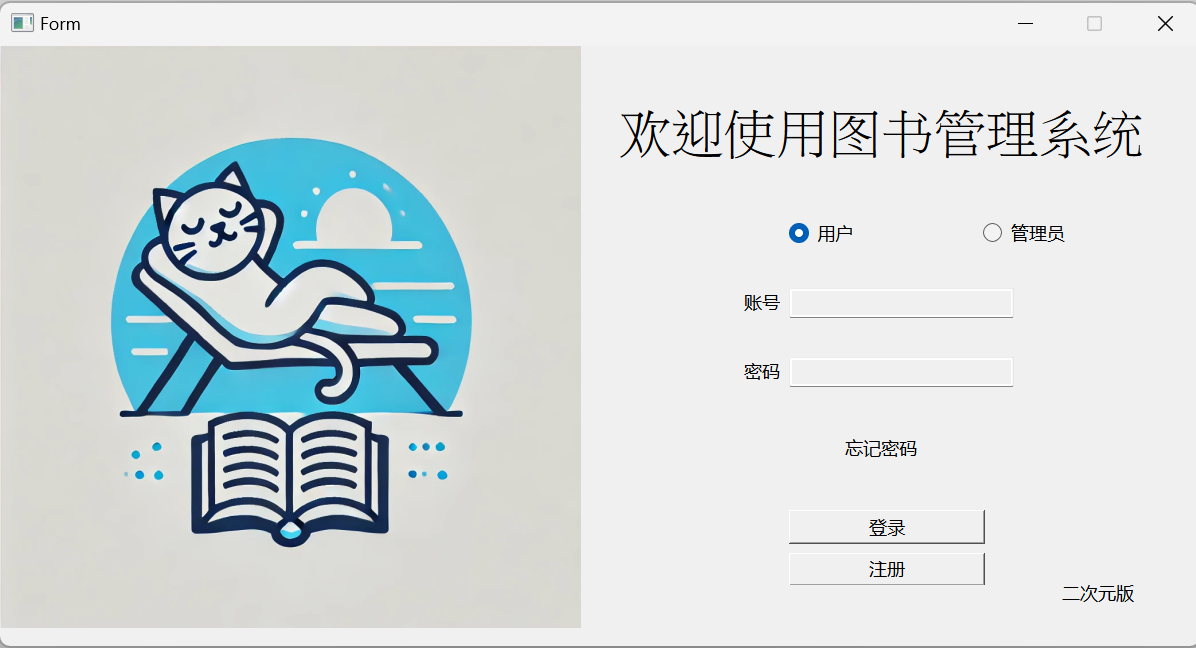 Form
欢迎使用图书管理系统
用户 管理员
账号
密码
忘记密码
登录
注册
二次元版